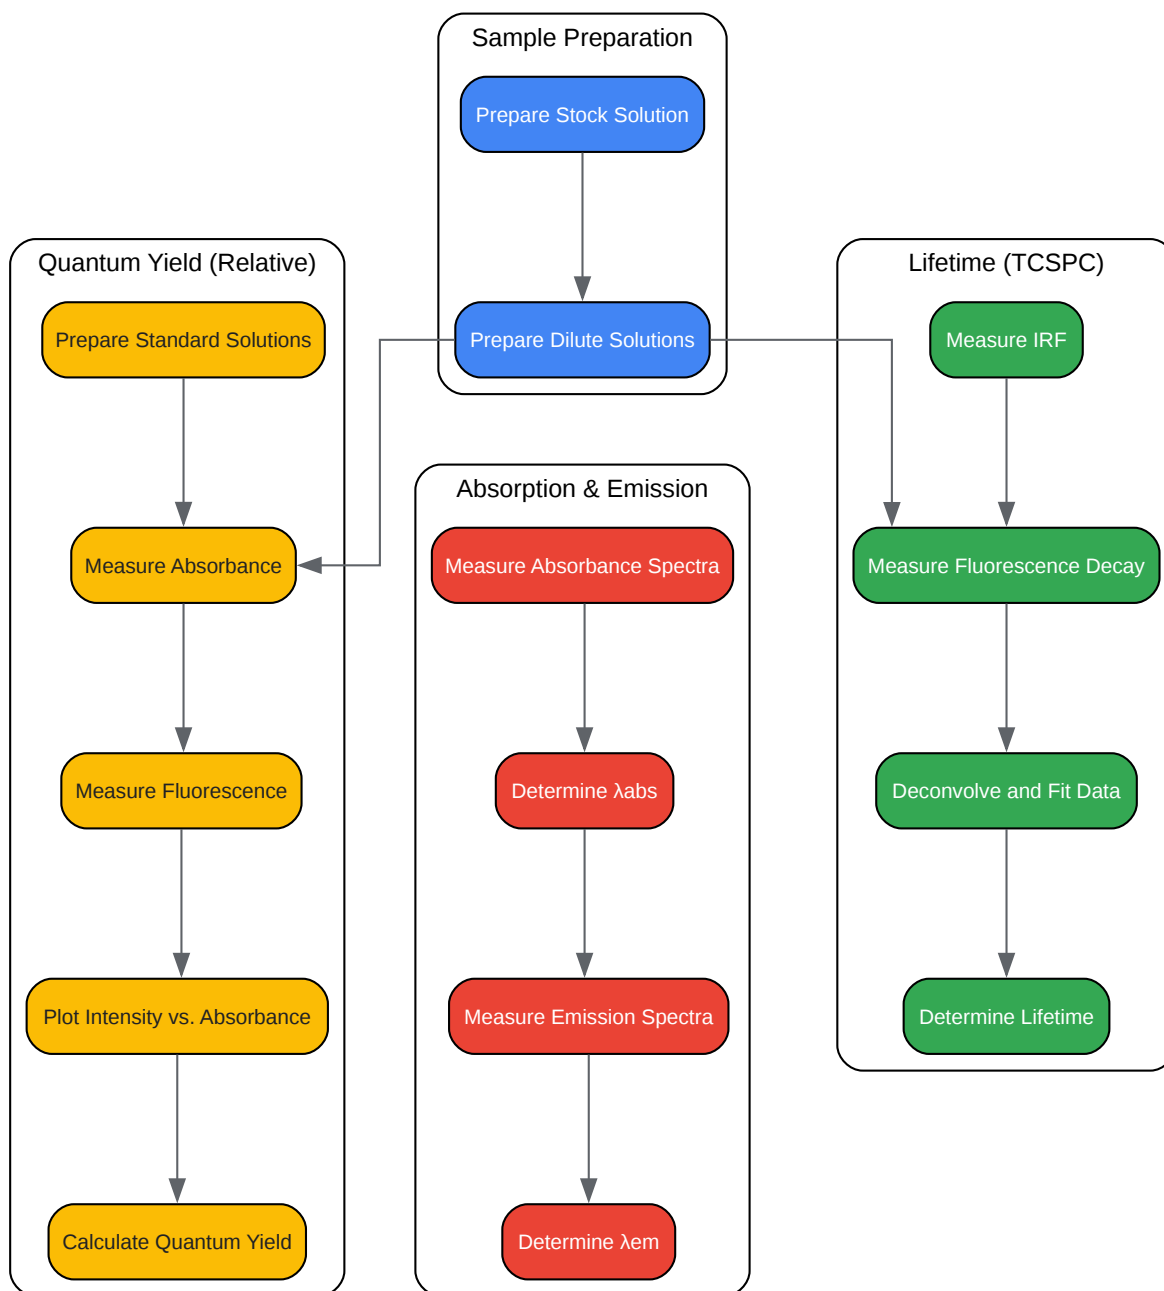 Sample Preparation
Prepare Stock Solution
Prepare Dilute Solutions
Quantum Yield (Relative)
Prepare Standard Solutions
Measure Absorbance
Measure Fluorescence
Plot Intensity vs. Absorbance
Calculate Quantum Yield
Absorption & Emission
Measure Absorbance Spectra
Determine λabs
Measure Emission Spectra
Determine λem
Lifetime (TCSPC)
Measure IRF
Measure Fluorescence Decay
Deconvolve and Fit Data
Determine Lifetime